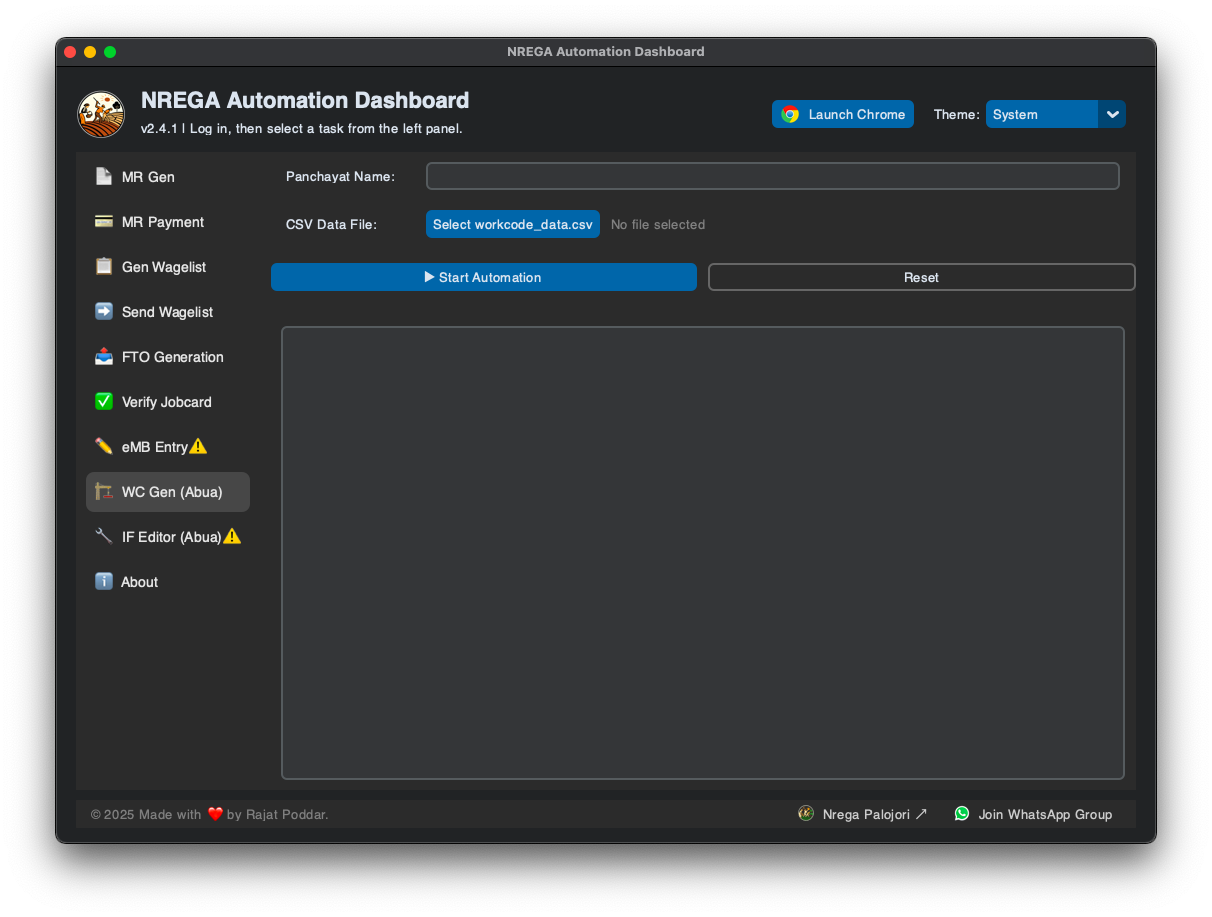 NREGA Automation Dashboard
NREGA Automation Dashboard
v2.4.1 | Log in, then select a task from the left panel.
Launch Chrome
Theme: System
MR Gen
MR Payment
Gen Wagelist
Send Wagelist
FTO Generation
Verify Jobcard
eMB Entry⚠️
WC Gen (Abua)
IF Editor (Abua)⚠️
About
Panchayat Name:
CSV Data File: Select workcode_data.csv No file selected
▶ Start Automation
Reset
© 2025 Made with ❤️ by Rajat Poddar.
Nrega Palojori ↗
Join WhatsApp Group